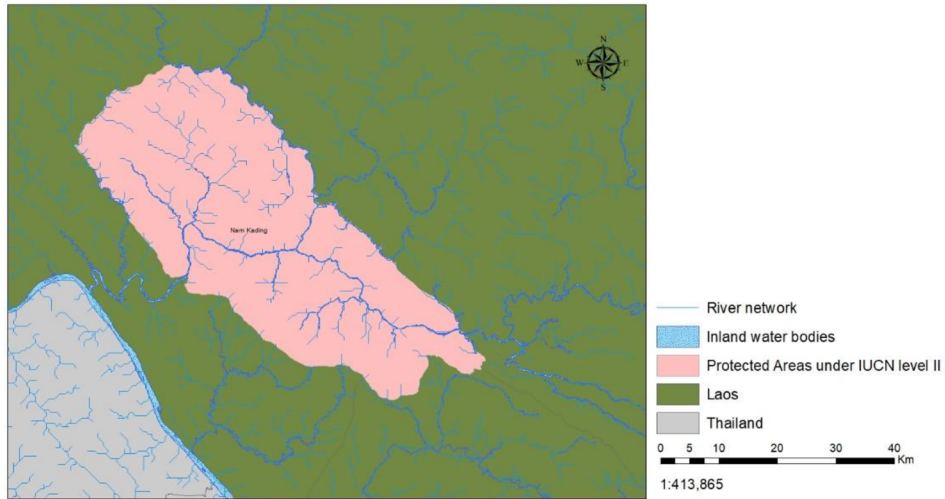 N
W E
S
Nam Kading
River network
Inland water bodies
Protected Areas under IUCN level II
Laos
Thailand
0 5 10 20 30 40
Km
1:413,865